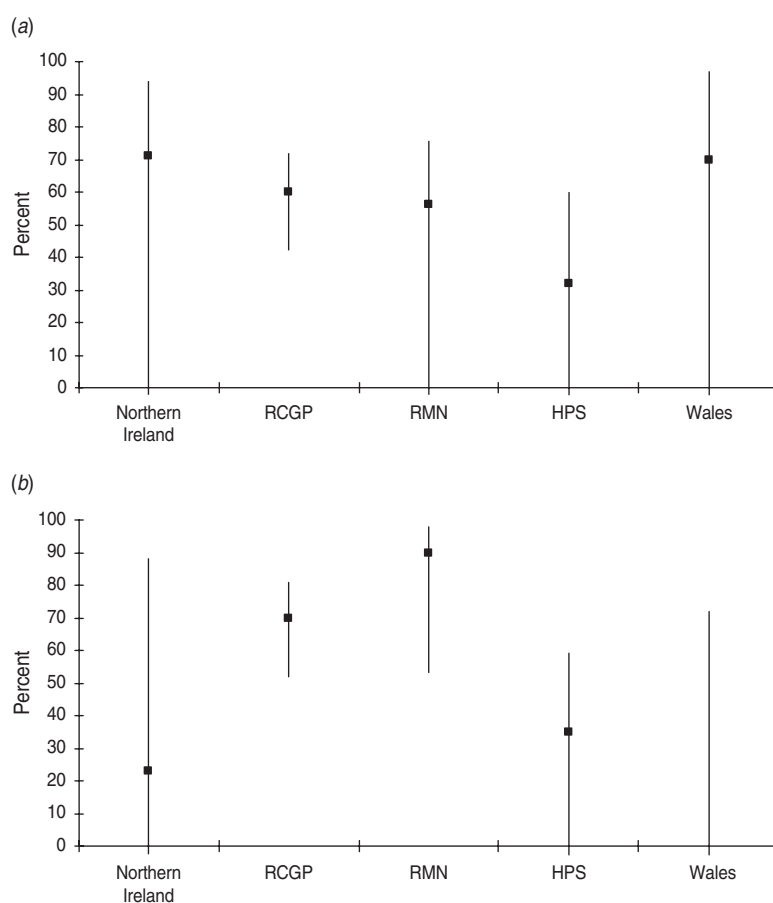 (a)
100
90
80
70
60
50
40
30
20
10
0
Percent
Northern
Ireland
RCGP
RMN
HPS
Wales
(b)
100
90
80
70
60
50
40
30
20
10
0
Percent
Northern
Ireland
RCGP
RMN
HPS
Wales